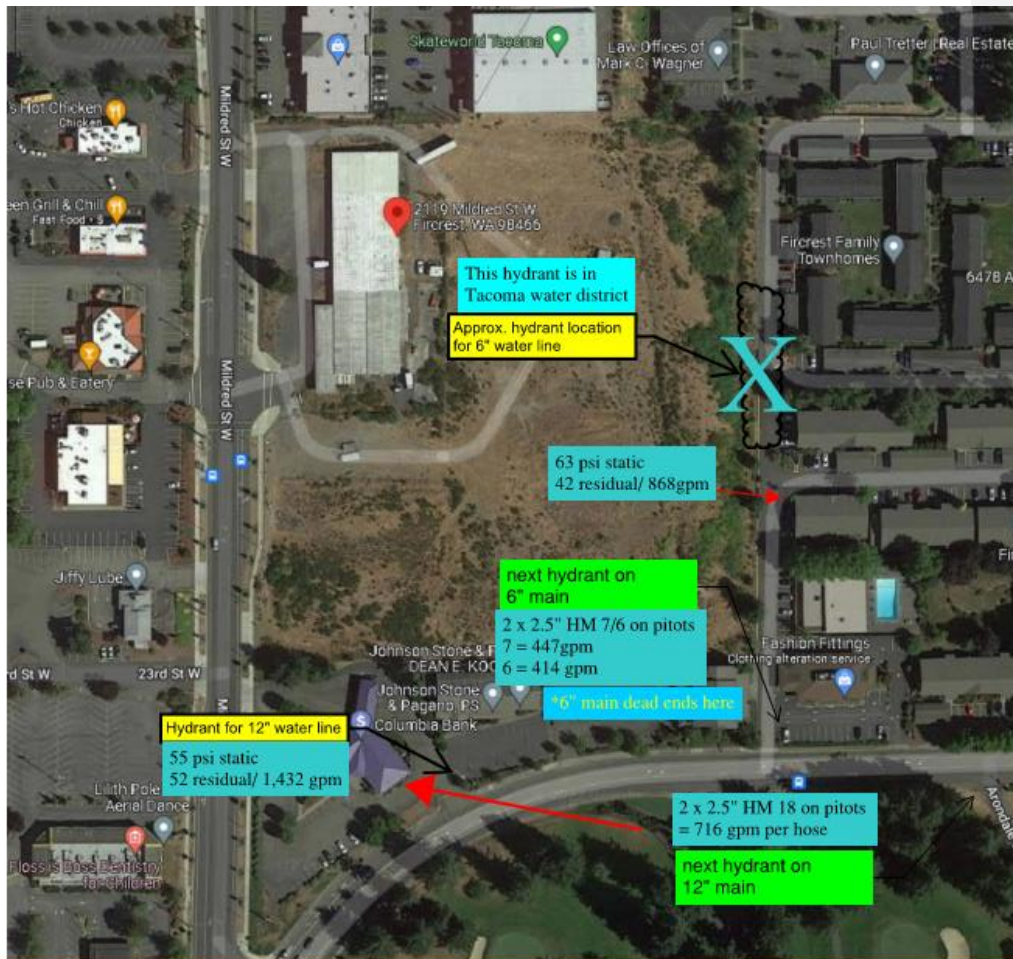 Skateworld Tacoma
Law Offices of
Mark C. Wagner
Paul Tretter
Real Estate
s Hot Chicken
Chicken
Mildred St W
een Grill & Chill
Fast Food · $
2119 Mildred St W,
Fircrest, WA 98466
Fircrest Family
Townhomes
6478 A
This hydrant is in
Tacoma water district
Approx. hydrant location
for 6" water line
X
se Pub & Eatery
Mildred St W
63 psi static
42 residual/ 868gpm
Jiffy Lube
next hydrant on
6" main
2 x 2.5" HM 7/6 on pitots
7 = 447gpm
6 = 414 gpm
Johnson Stone & P
DEAN E. KOO
Fashion Fittings
Clothing alteration service
rd St W
23rd St W
M
Johnson Stone
& Pagano, PS
*6" main dead ends here
Columbia Bank
Hydrant for 12" water line
55 psi static
52 residual/ 1,432 gpm
Lilith Pole
Aerial Dance
2 x 2.5" HM 18 on pitots
= 716 gpm per hose
Arondale
Floss is Boss Dentistry
for Children
next hydrant on
12" main